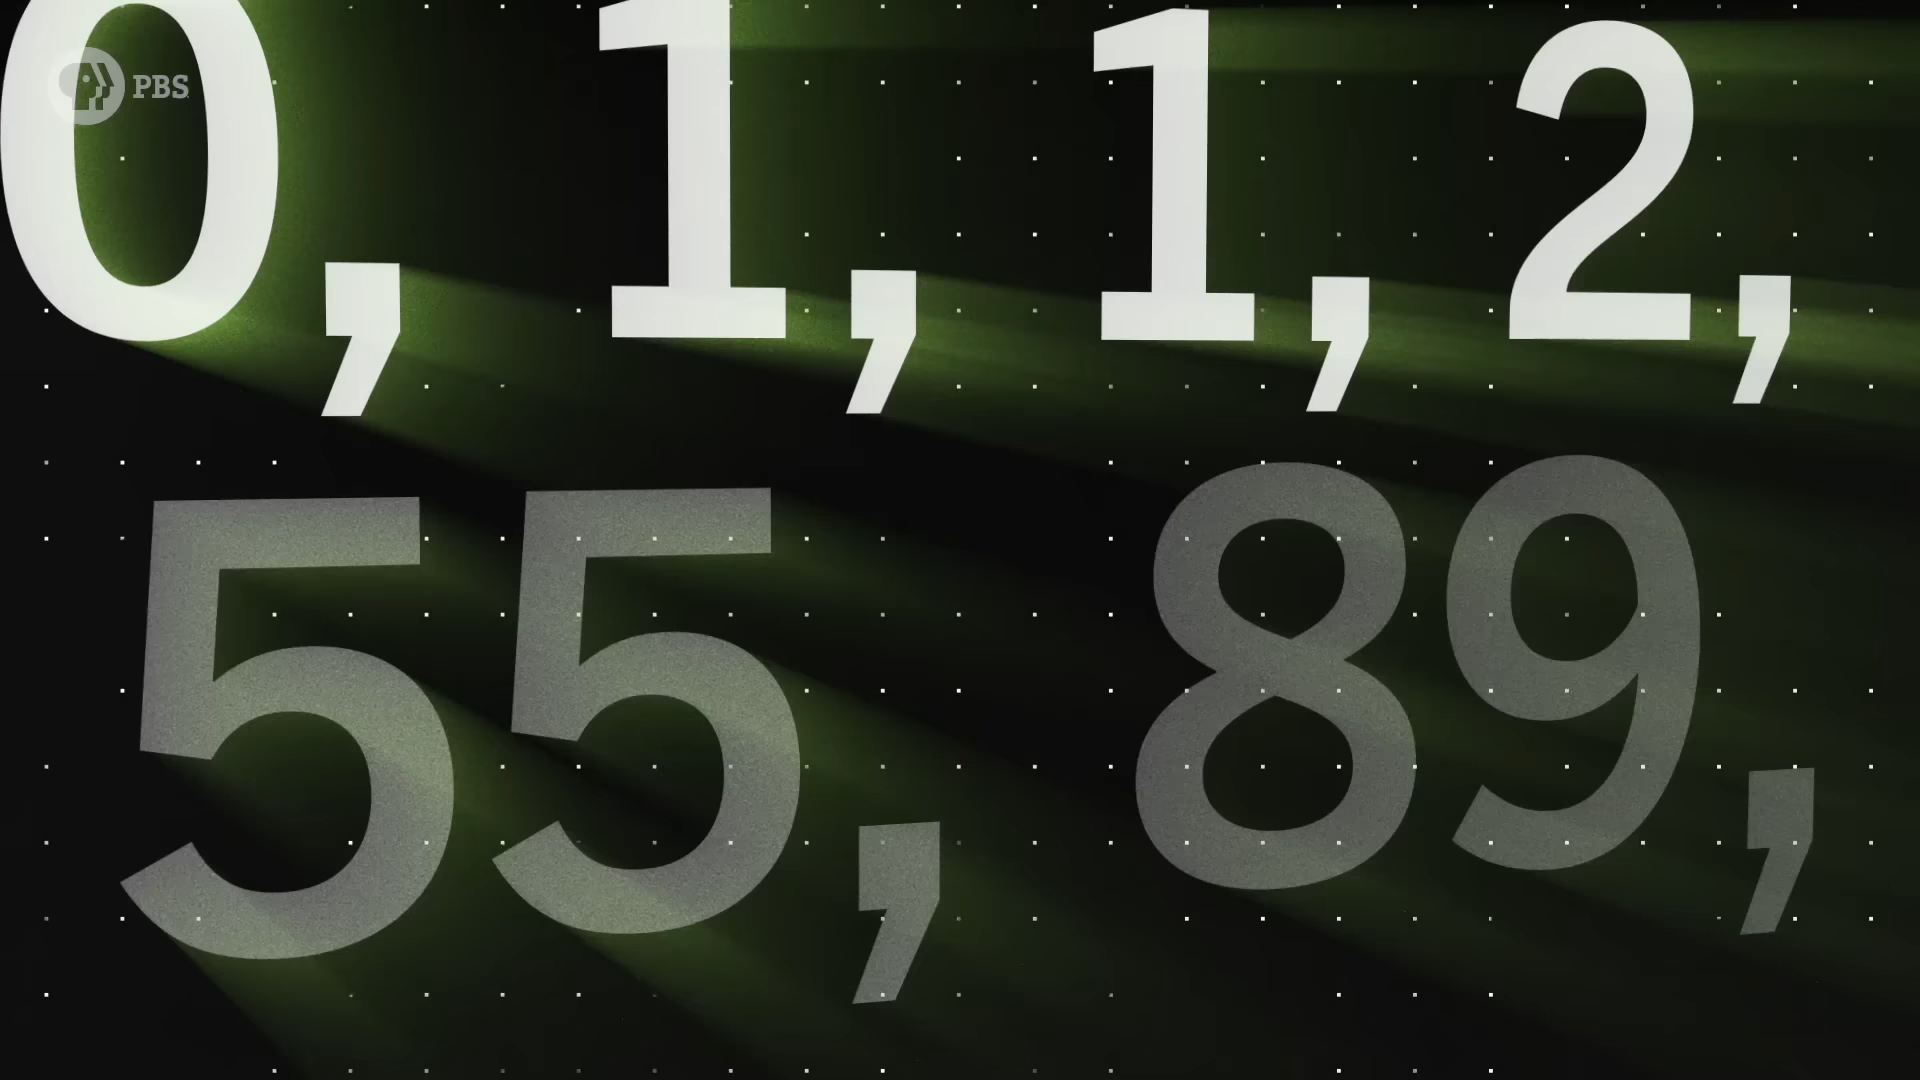 0, 1, 1, 2,
PBS
55, 89,